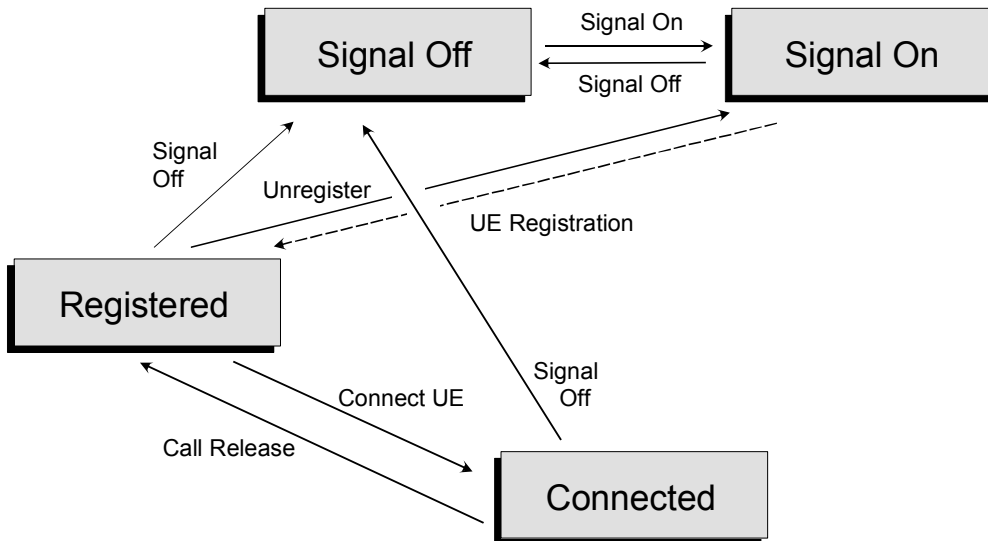 Signal On
Signal Off
Signal On
Signal Off
Signal
Off
Unregister
UE Registration
Registered
Signal
Off
Connect UE
Call Release
Connected